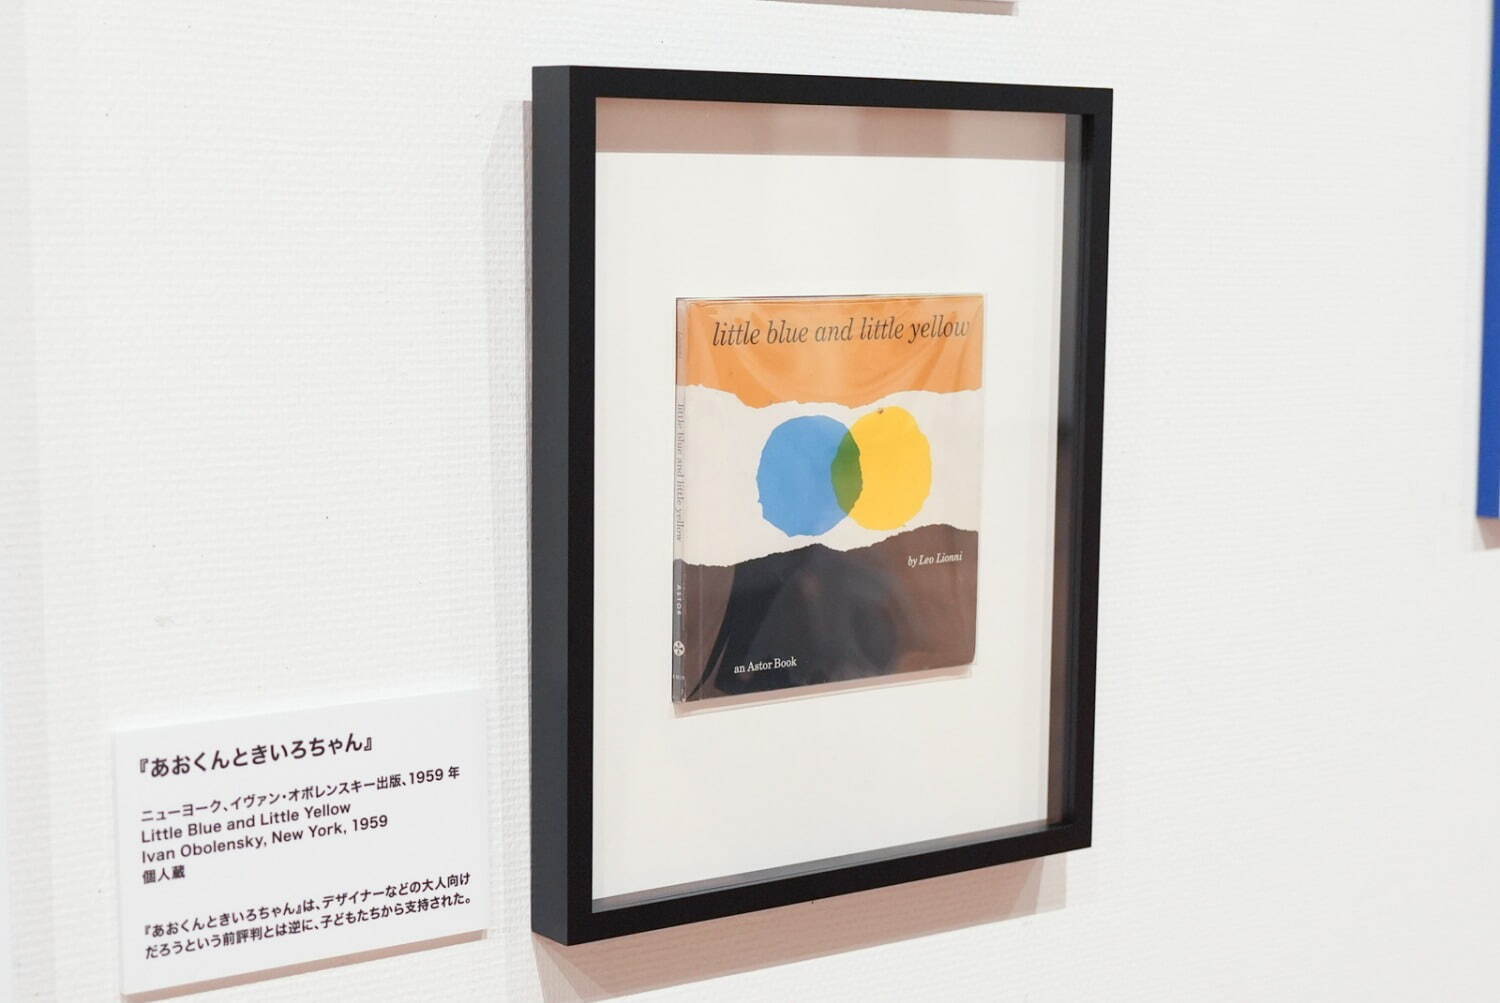 little blue and little yellow
by Leo Lionni
an Astor Book
little blue and little yellow
ASTOR
『あおくんときいろちゃん』
ニューヨーク、イヴァン・オボレンスキー出版、1959 年
Little Blue and Little Yellow
Ivan Obolensky, New York, 1959
個人蔵
『あおくんときいろちゃん』は、デザイナーなどの大人向け
だろうという前評判とは逆に、子どもたちから支持された。